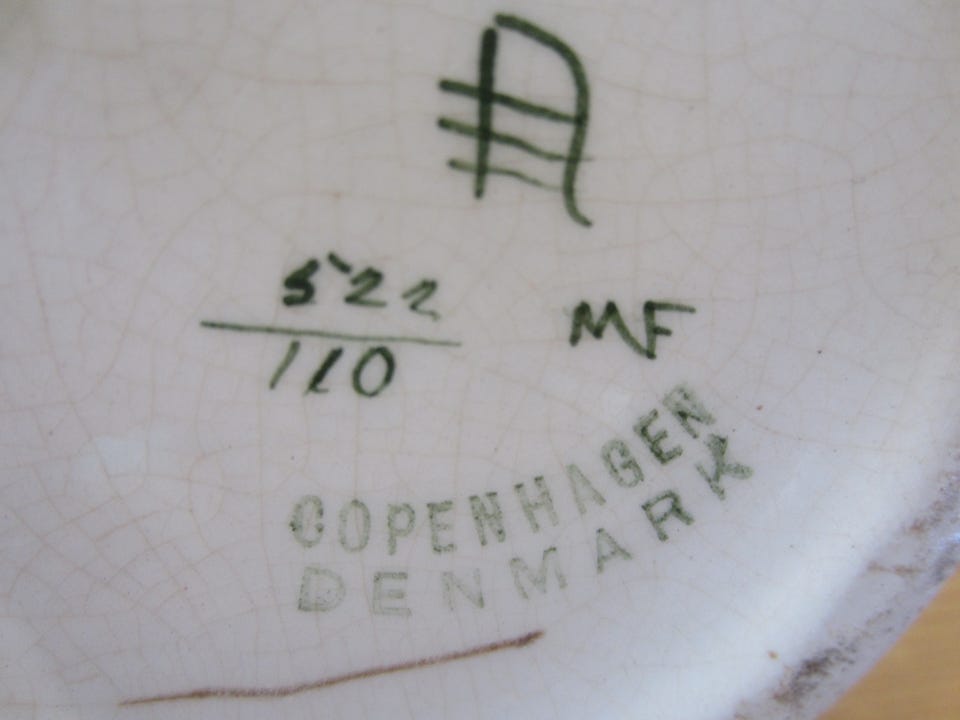 522
110
MF
COPENHAGEN
DENMARK